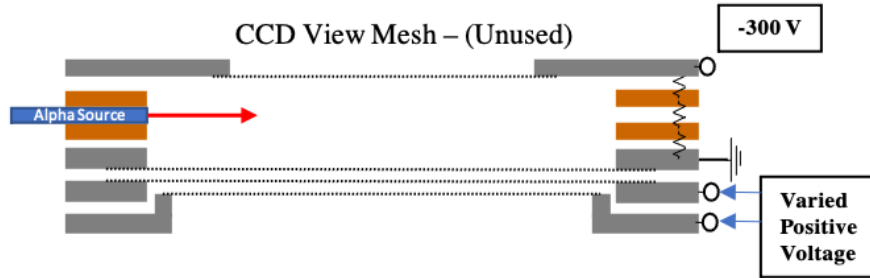 -300 V
CCD View Mesh – (Unused)
Alpha Source
Varied
Positive
Voltage